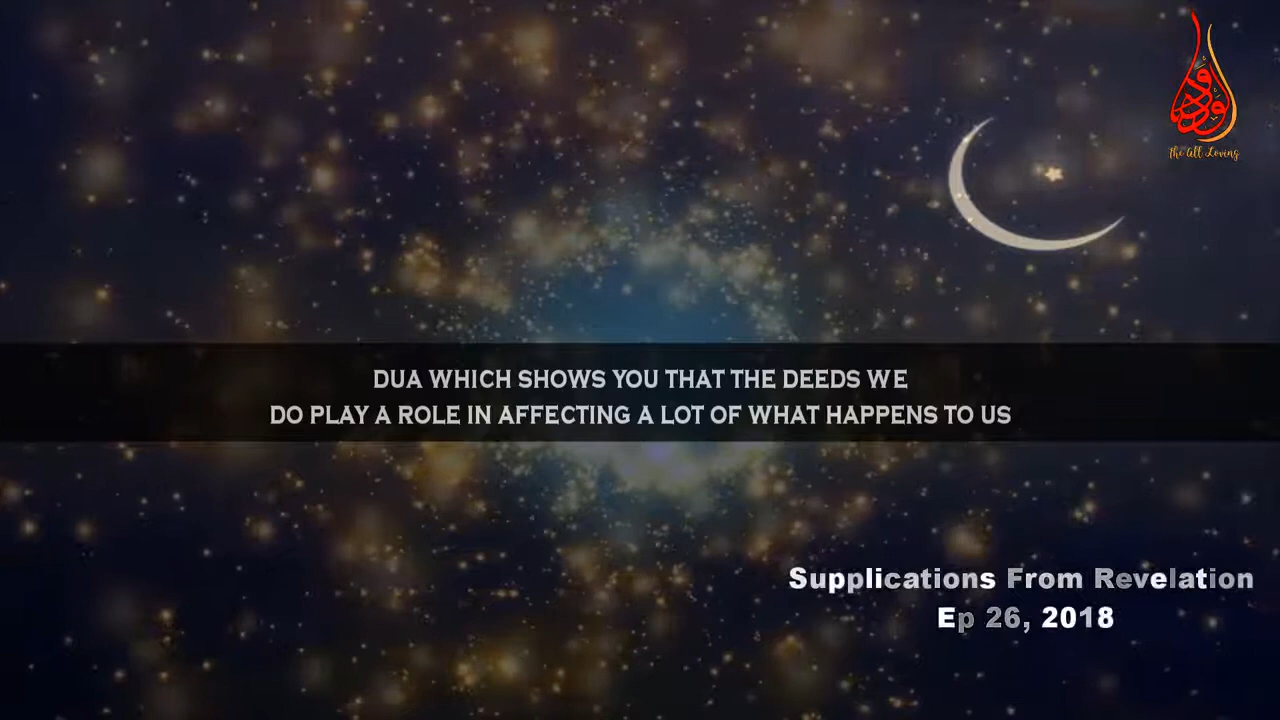 الودود
The All Loving
DUA WHICH SHOWS YOU THAT THE DEEDS WE
DO PLAY A ROLE IN AFFECTING A LOT OF WHAT HAPPENS TO US
Supplications From Revelation
Ep 26, 2018